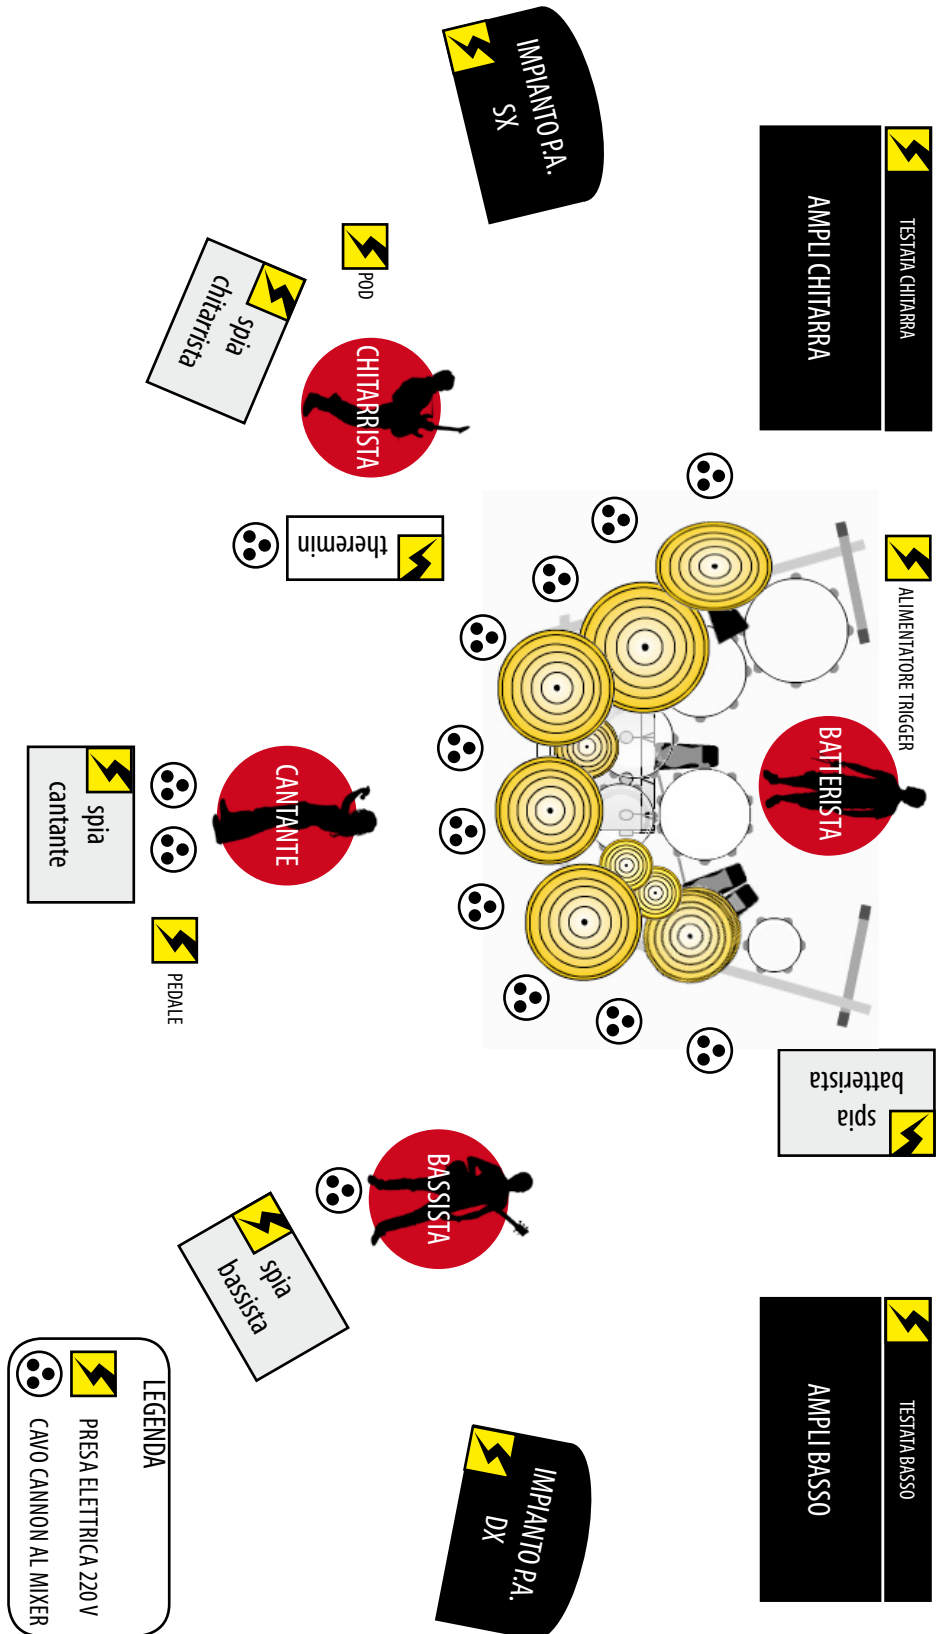 TESTATA CHITARRA
AMPLI CHITARRA
ALIMENTATORE TRIGGER
BATTERISTA
spia
batterista
TESTATA BASSO
AMPLI BASSO
IMPIANTO P.A.
SX
POD
CHITARRISTA
spia
chitarrista
theremin
CANTANTE
spia
cantante
PEDALE
BASSISTA
spia
bassista
IMPIANTO P.A.
DX
LEGENDA
PRESA ELETTRICA 220 V
CAVO CANNON AL MIXER